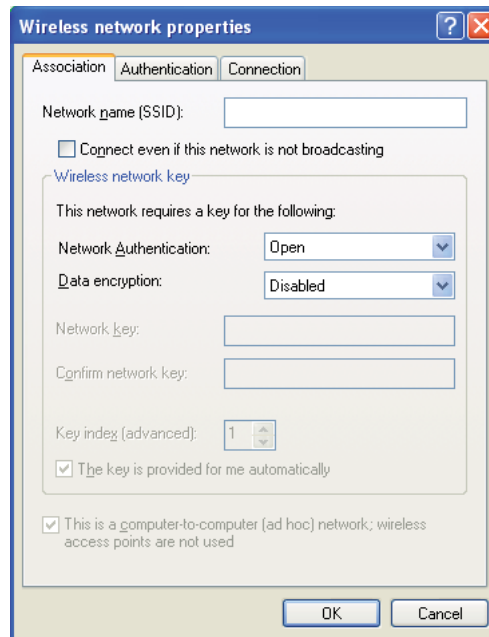 Wireless network properties
Association
Authentication
Connection
Network name (SSID):
Connect even if this network is not broadcasting
Wireless network key
This network requires a key for the following:
Network Authentication:
Open
Data encryption:
Disabled
Network key:
Confirm network key:
Key index (advanced):
1
The key is provided for me automatically
This is a computer-to-computer (ad hoc) network; wireless
access points are not used
OK
Cancel